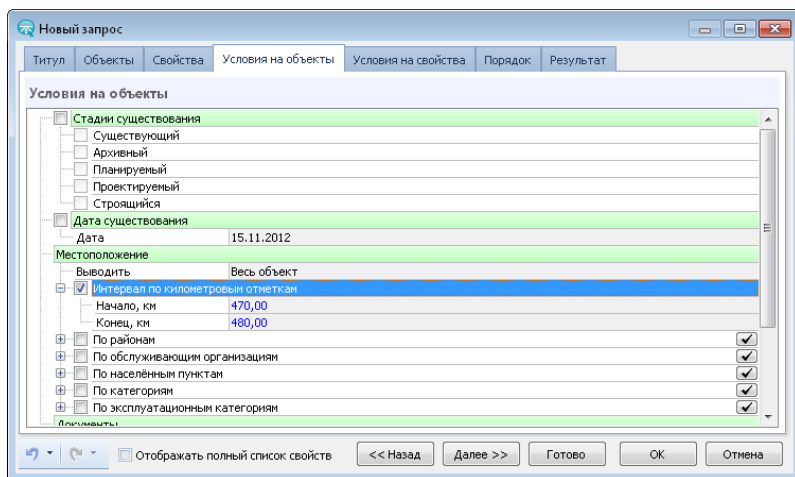 Новый запрос
Титул Объекты Свойства Условия на объекты Условия на свойства Порядок Результат
Условия на объекты
Стадии существования
Существующий
Архивный
Планируемый
Проектируемый
Строящийся
Дата существования
Дата 15.11.2012
Местоположение
Выводить Весь объект
Интервал по километровым отметкам
Начало, км 470,00
Конец, км 480,00
По районам
По обслуживающим организациям
По населённым пунктам
По категориям
По эксплуатационным категориям
Документы
Отображать полный список свойств << Назад Далее >> Готово ОК Отмена